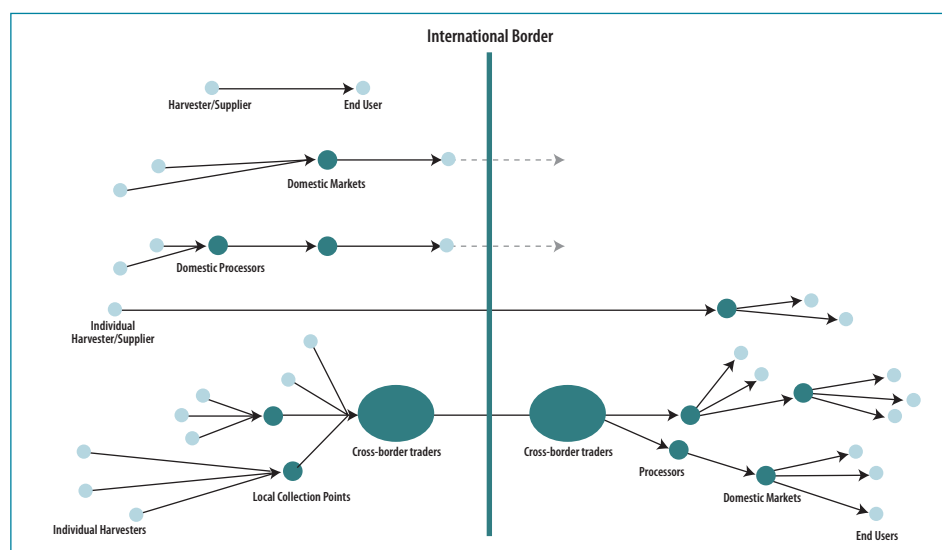 International Border
Harvester/Supplier
End User
Domestic Markets
Domestic Processors
Individual
Harvester/Supplier
Cross-border traders
Cross-border traders
Processors
Local Collection Points
Domestic Markets
Individual Harvesters
End Users